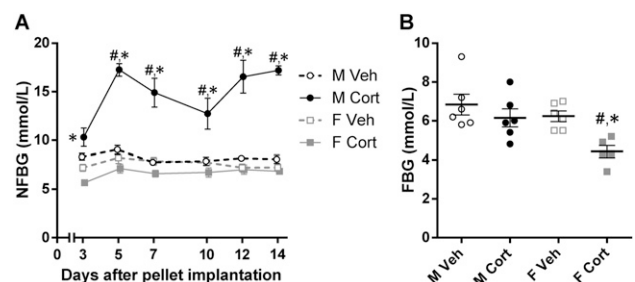 A
NFBG (mmol/L)
20
15
10
5
0
#,*
#,*
#,*
#,*
#,*
*
0 3 5 7 10 12 14
Days after pellet implantation
M Veh
M Cort
F Veh
F Cort
B
FBG (mmol/L)
10
8
6
4
2
0
#,*
M Veh
M Cort
F Veh
F Cort